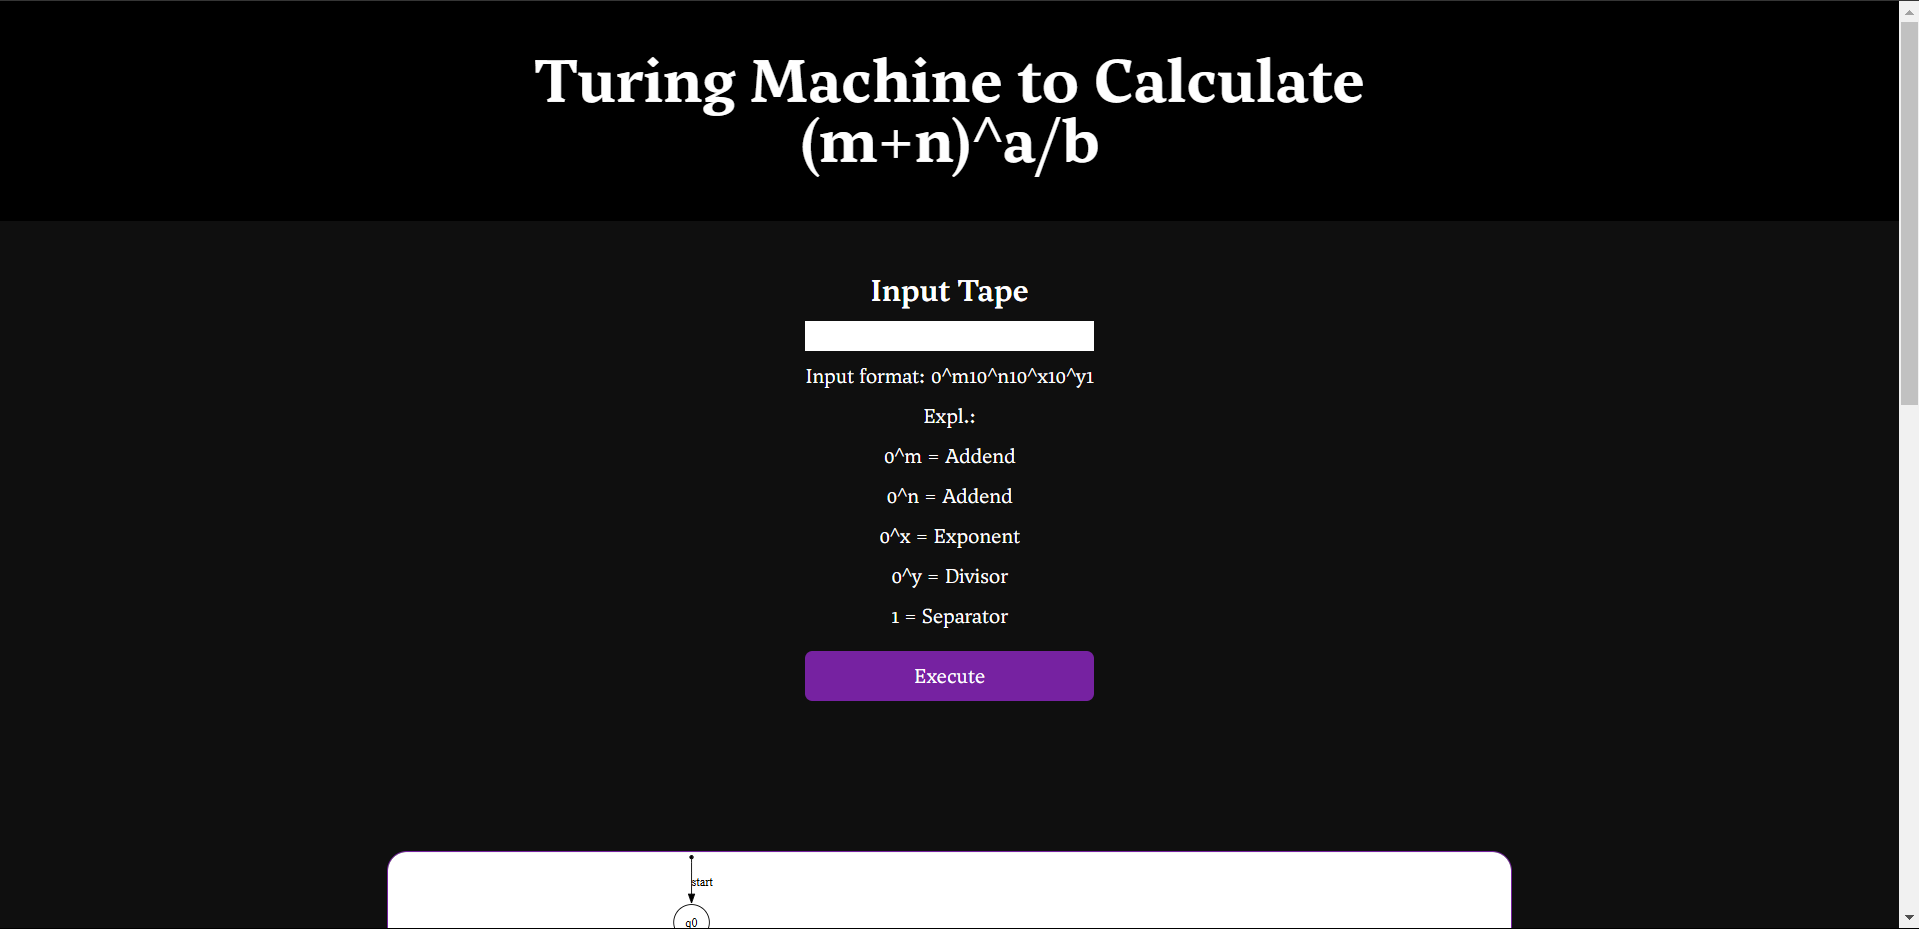 Turing Machine to Calculate
(m+n)^a/b
Input Tape
Input format: 0^m10^n10^x10^y1
Expl.:
0^m = Addend
0^n = Addend
0^x = Exponent
0^y = Divisor
1 = Separator
Execute
start
q0